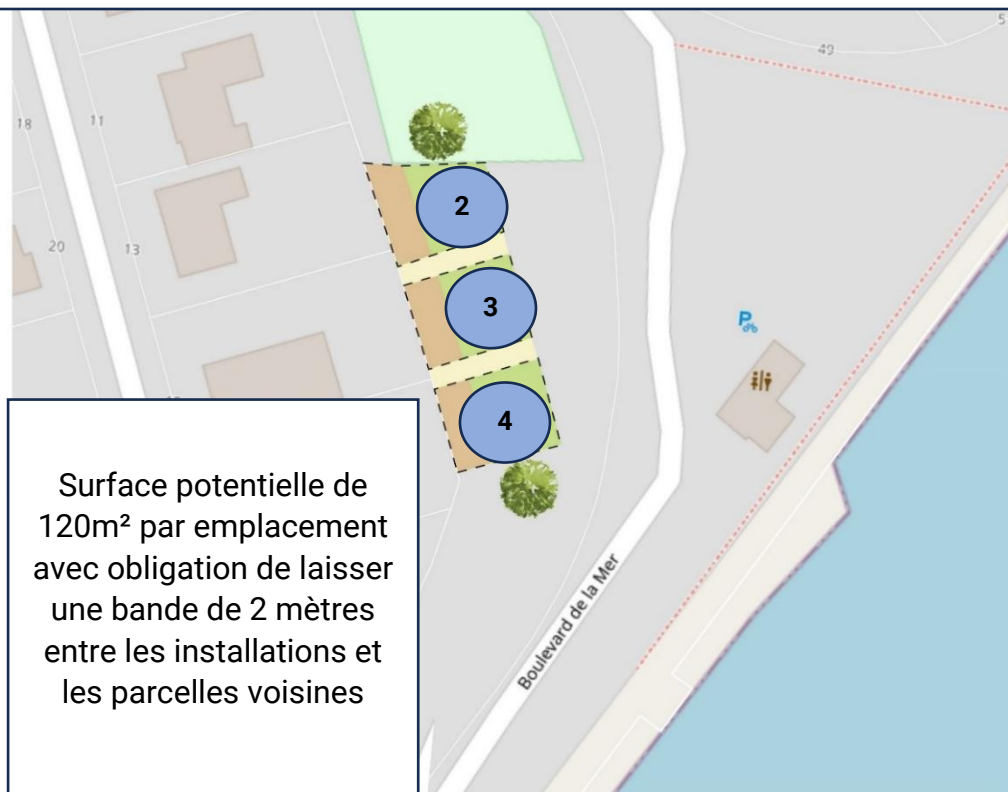 49
5
18
11
2
20
13
3
4
P
Surface potentielle de
120m² par emplacement
avec obligation de laisser
une bande de 2 mètres
entre les installations et
les parcelles voisines
Boulevard de la Mer